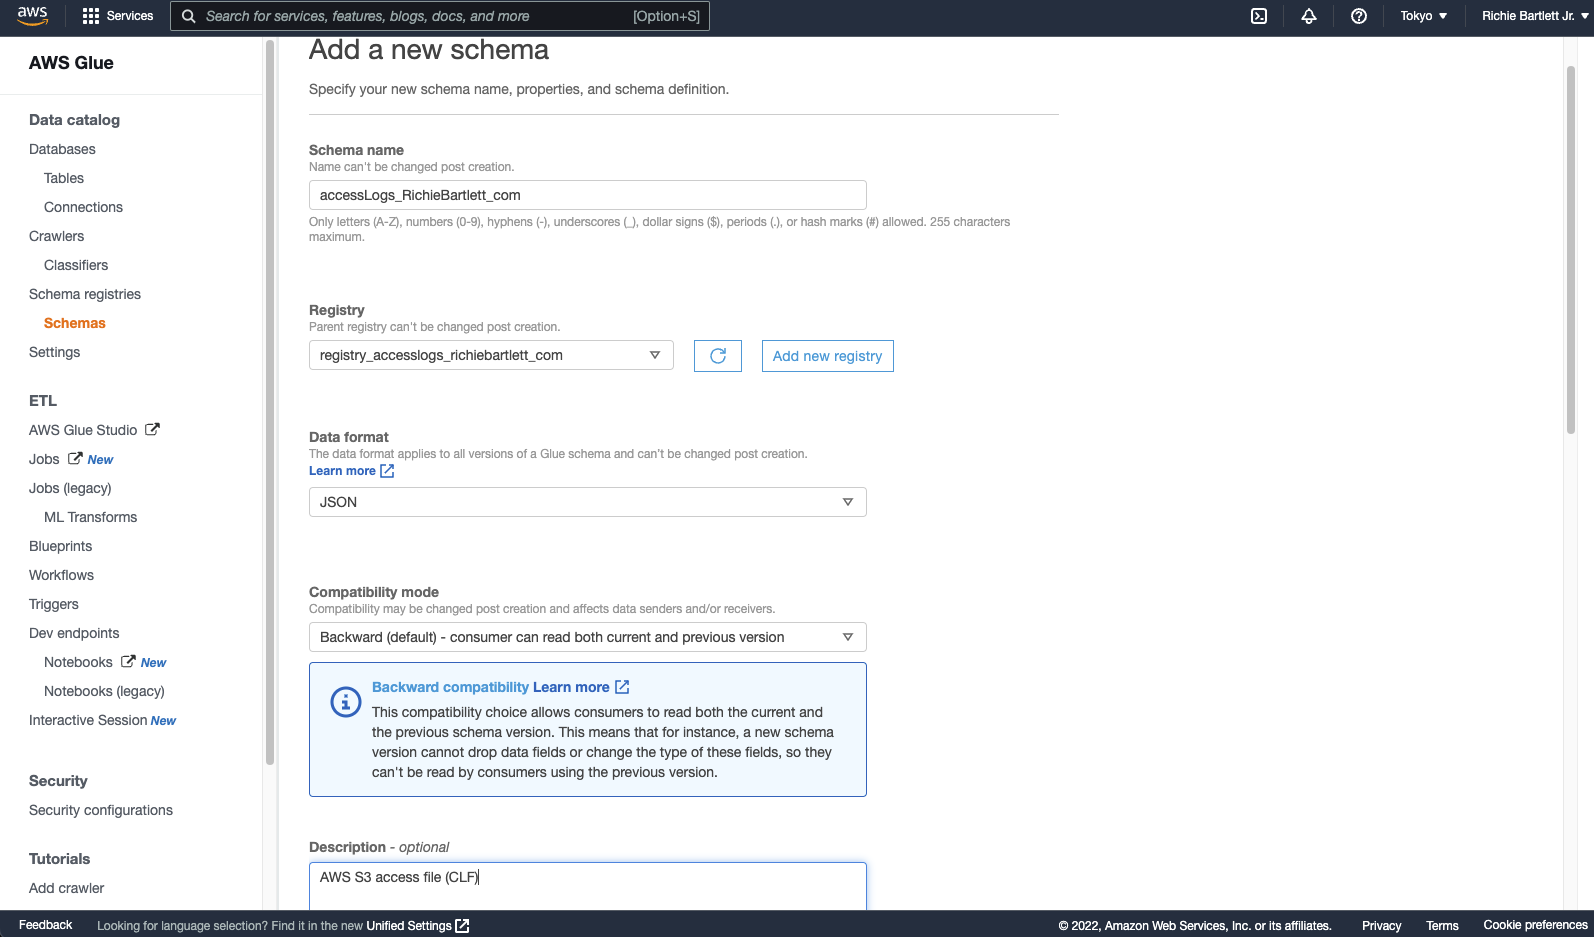 aws
Services
Search for services, features, blogs, docs, and more [Option+S]
Tokyo
Richie Bartlett Jr.
AWS Glue
Data catalog
Databases
Tables
Connections
Crawlers
Classifiers
Schema registries
Schemas
Settings
ETL
AWS Glue Studio
Jobs New
Jobs (legacy)
ML Transforms
Blueprints
Workflows
Triggers
Dev endpoints
Notebooks New
Notebooks (legacy)
Interactive Session New
Security
Security configurations
Tutorials
Add crawler
Add a new schema
Specify your new schema name, properties, and schema definition.
Schema name
Name can't be changed post creation.
accessLogs_RichieBartlett_com
Only letters (A-Z), numbers (0-9), hyphens (-), underscores (_), dollar signs ($), periods (.), or hash marks (#) allowed. 255 characters
maximum.
Registry
Parent registry can't be changed post creation.
registry_accesslogs_richiebartlett_com
Add new registry
Data format
The data format applies to all versions of a Glue schema and can't be changed post creation.
Learn more
JSON
Compatibility mode
Compatibility may be changed post creation and affects data senders and/or receivers.
Backward (default) - consumer can read both current and previous version
Backward compatibility Learn more
This compatibility choice allows consumers to read both the current and
the previous schema version. This means that for instance, a new schema
version cannot drop data fields or change the type of these fields, so they
can't be read by consumers using the previous version.
Description - optional
AWS S3 access file (CLF)
Feedback
Looking for language selection? Find it in the new Unified Settings
© 2022, Amazon Web Services, Inc. or its affiliates.
Privacy
Terms
Cookie preferences